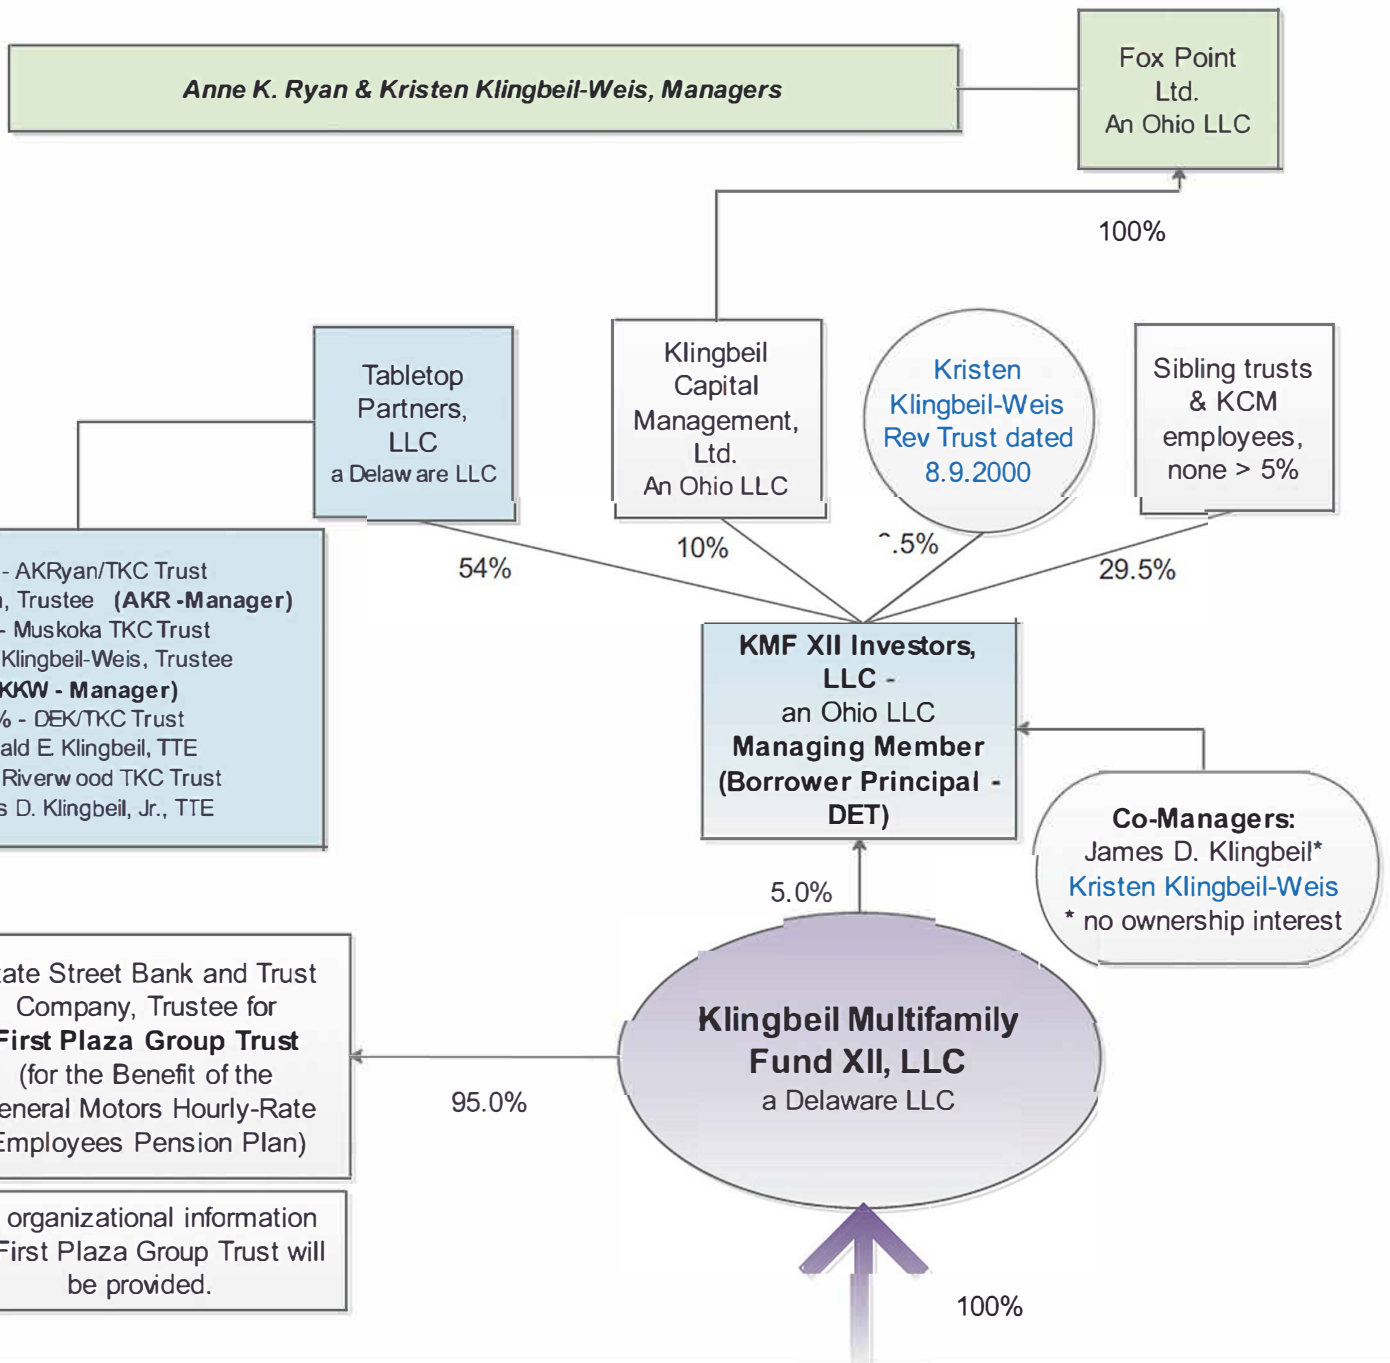 Anne K. Ryan & Kristen Klingbeil-Weis, Managers
Fox Point
Ltd.
An Ohio LLC
100%
Tabletop
Partners,
LLC
a Delaware LLC
Klingbeil
Capital
Management,
Ltd.
An Ohio LLC
Kristen
Klingbeil-Weis
Rev Trust dated
8.9.2000
Sibling trusts
& KCM
employees,
none > 5%
54%
10%
.5%
29.5%
- AKRyan/TKC Trust
, Trustee (AKR -Manager)
- Muskoka TKC Trust
Klingbeil-Weis, Trustee
KKW - Manager)
% - DEK/TKC Trust
ald E. Klingbeil, TTE
Riverwood TKC Trust
s D. Klingbeil, Jr., TTE
KMF XII Investors,
LLC -
an Ohio LLC
Managing Member
(Borrower Principal -
DET)
Co-Managers:
James D. Klingbeil*
Kristen Klingbeil-Weis
* no ownership interest
5.0%
ate Street Bank and Trust
Company, Trustee for
First Plaza Group Trust
(for the Benefit of the
eneral Motors Hourly-Rate
Employees Pension Plan)
95.0%
Klingbeil Multifamily
Fund XII, LLC
a Delaware LLC
organizational information
First Plaza Group Trust will
be provided.
100%